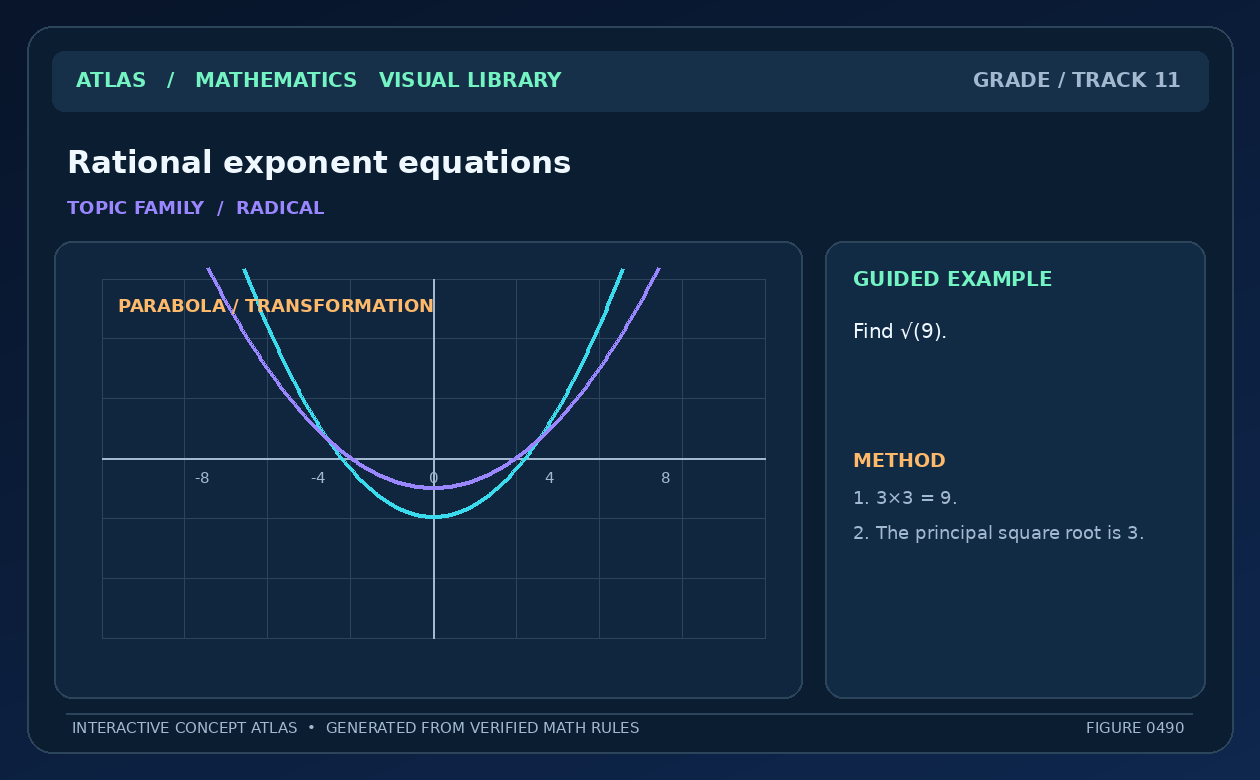 ATLAS / MATHEMATICS VISUAL LIBRARY
GRADE / TRACK 11
Rational exponent equations
TOPIC FAMILY / RADICAL
PARABOLA / TRANSFORMATION
-8 -4 0 4 8
GUIDED EXAMPLE
Find √(9).
METHOD
1. 3×3 = 9.
2. The principal square root is 3.
INTERACTIVE CONCEPT ATLAS • GENERATED FROM VERIFIED MATH RULES
FIGURE 0490